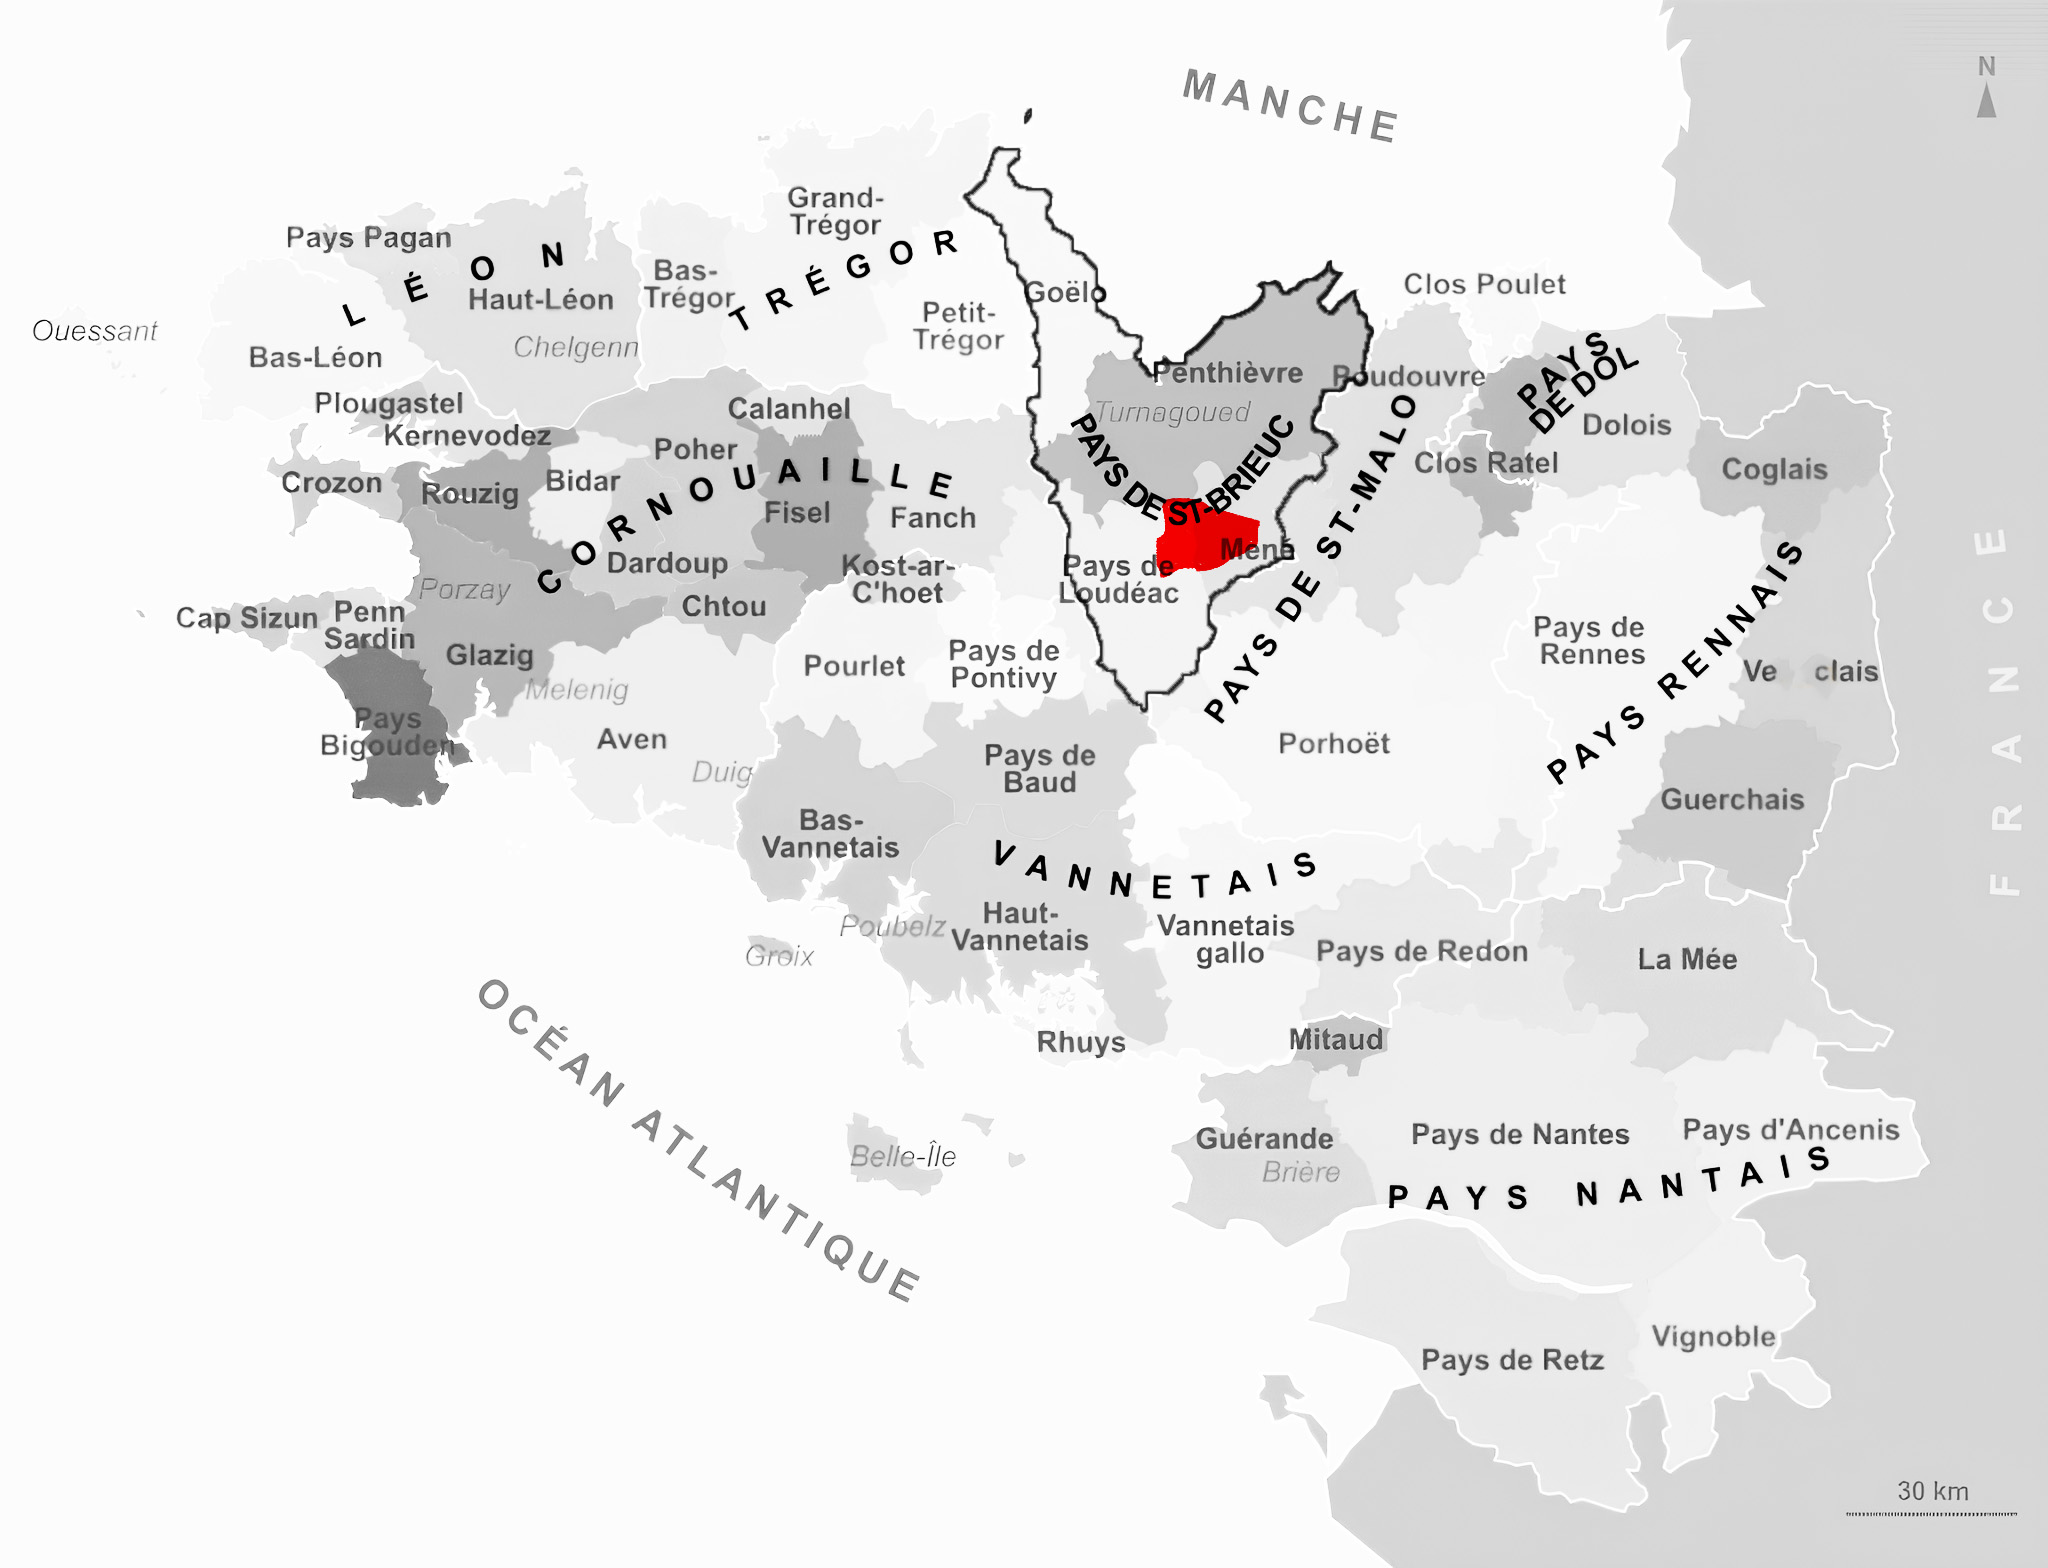 MANCHE
N
Grand-
Trégor
Pays Pagan
LÉON
Haut-Léon
Bas-
Trégor
TRÉGOR
Goëlo
Clos Poulet
Petit-
Trégor
Ouessant
Chelgenn
Bas-Léon
Penthièvre
Poudouvre
PAYS
DE DOL
Plougastel
Calanhel
Turnagoued
Dolois
Kernevodez
Poher
PAYS DE ST-BRIEUC
PAYS DE ST-MALO
Clos Ratel
Coglais
Crozon
Rouzig
Bidar
CORNOUAILLE
Fisel
Fanch
Mené
Dardoup
Kost-ar-
C'hoet
Pays de
Loudéac
Porzay
Chtou
Cap Sizun
Penn
Sardin
Glazig
Pourlet
Pays de
Pontivy
Pays de
Rennes
PAYS RENNAIS
Ve clais
FRANCE
Melenig
Pays
Bigouden
Aven
Duig
Pays de
Baud
Porhoët
Guerchais
Bas-
Vannetais
VANNETAIS
Poubelz
Groix
Haut-
Vannetais
Vannetais
gallo
Pays de Redon
La Mée
OCÉAN ATLANTIQUE
Rhuys
Mitaud
Belle-Île
Guérande
Brière
Pays de Nantes
Pays d'Ancenis
PAYS NANTAIS
Vignoble
Pays de Retz
30 km